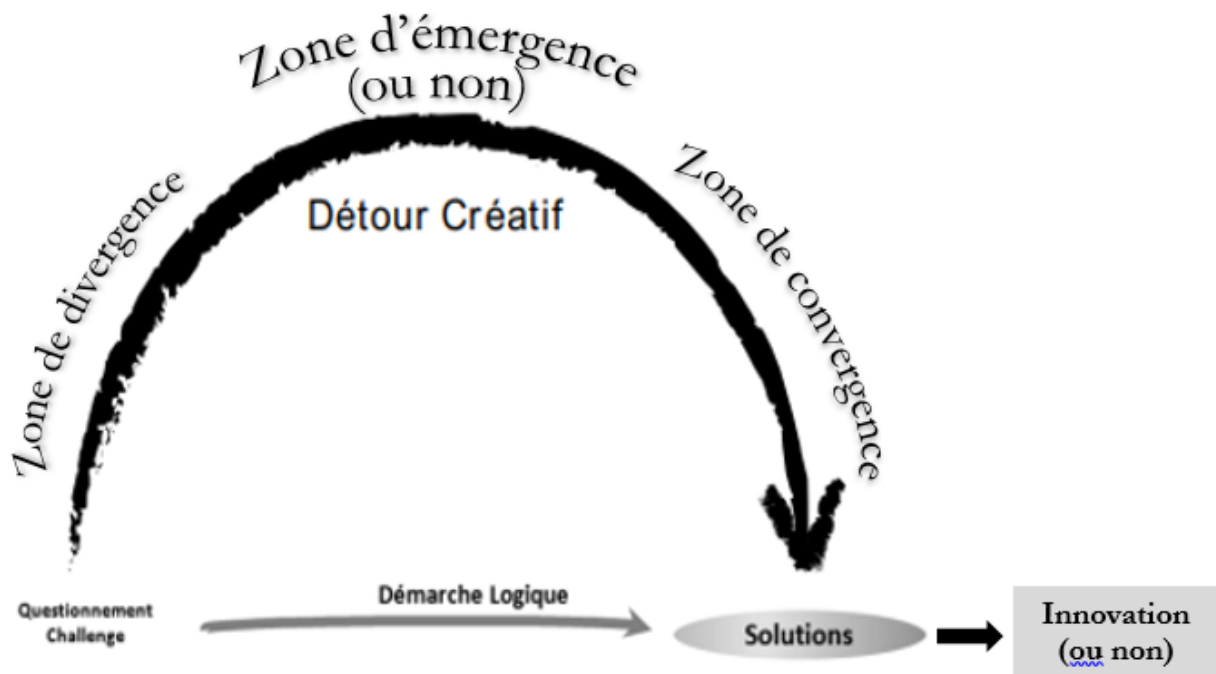 Zone d'émergence
(ou non)
Zone de divergence
Zone de convergence
Détour Créatif
Questionnement
Challenge
Démarche Logique
Solutions
Innovation
(ou non)